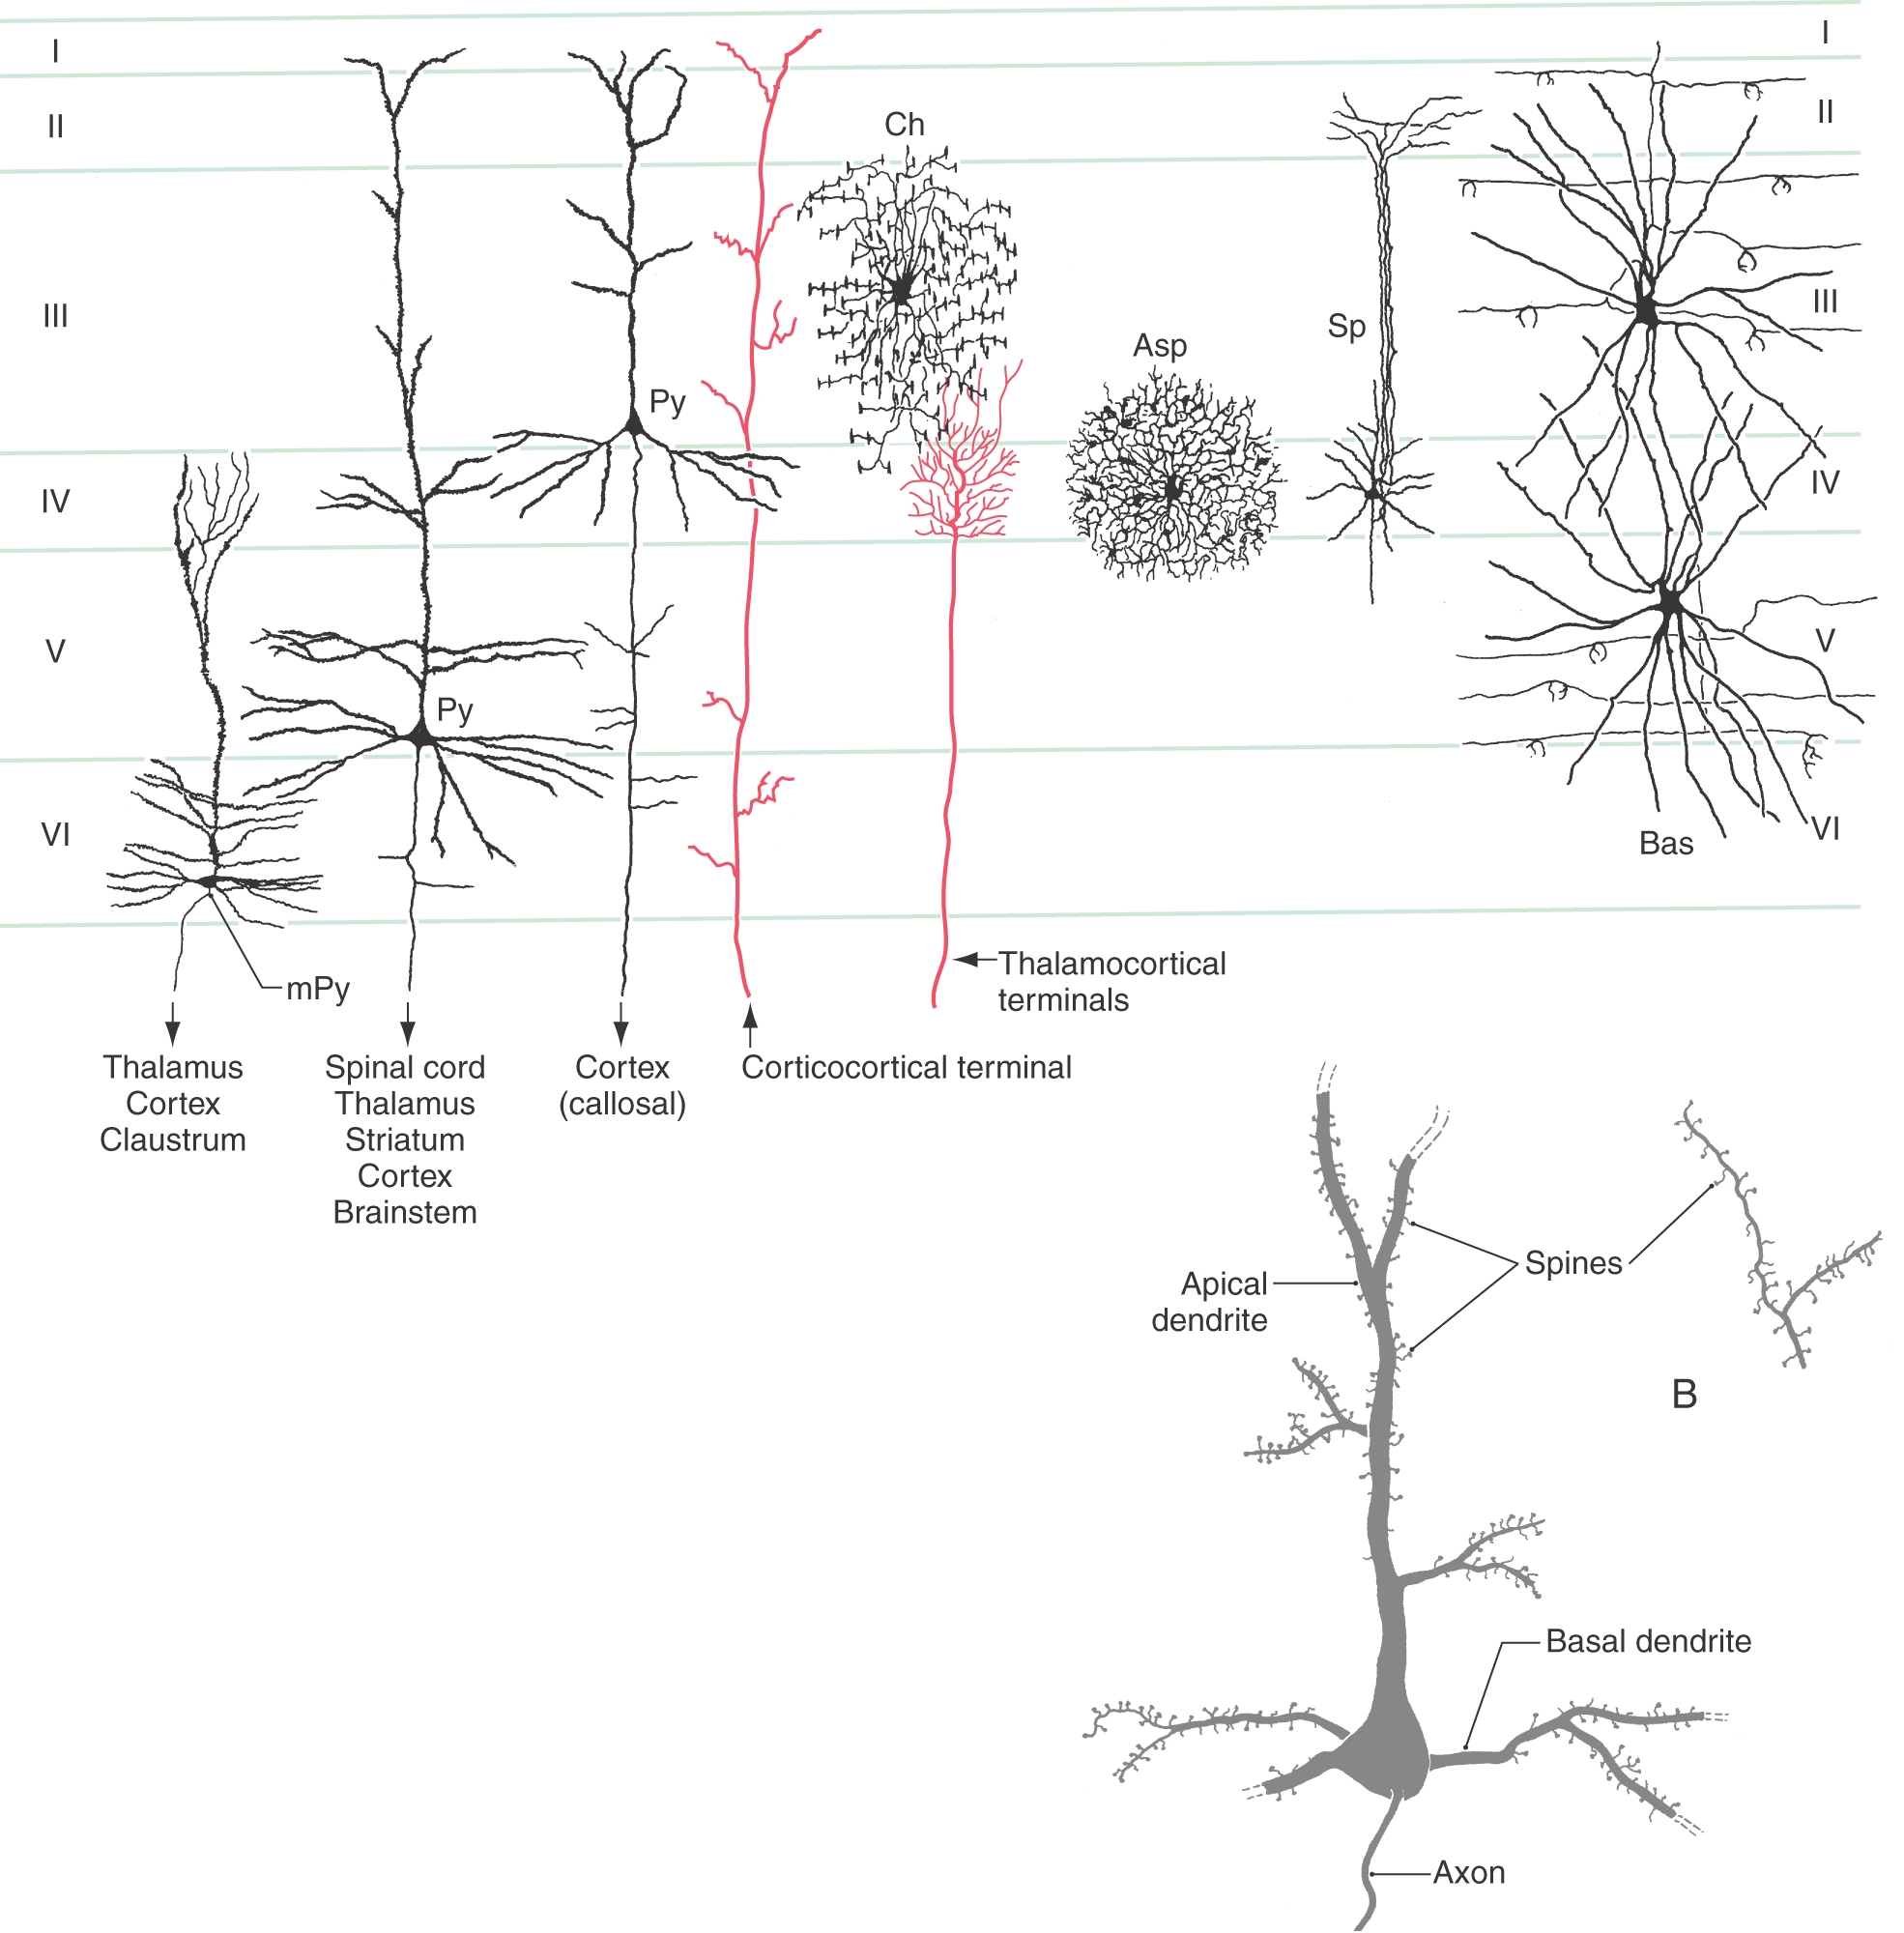 I
II
III
IV
V
VI
Ch
Asp
Sp
Py
Py
mPy
Bas
I
II
III
IV
V
VI
Thalamocortical
terminals
Thalamus
Cortex
Claustrum
Spinal cord
Thalamus
Striatum
Cortex
Brainstem
Cortex
(callosal)
Corticocortical terminal
Apical
dendrite
Spines
B
Basal dendrite
Axon